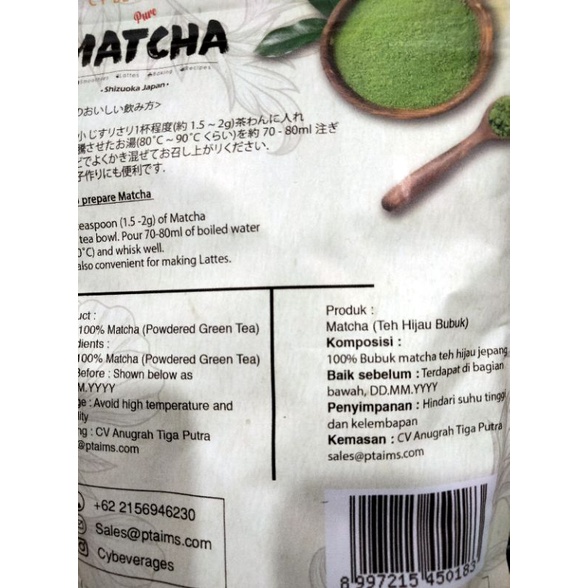 Pure
MATCHA
Lattes Baking Recipes
• Shizuoka Japan •
のおいしい飲み方>
小じすりさり1杯程度(約 1.5 ~ 2g)茶わんに入れ
騰させたお湯(80˚C ~ 90˚C くらい)を約 70 - 80ml 注ぎ
でよくかき混ぜてお召し上がりください.
子作りにも便利です.
prepare Matcha
teaspoon (1.5 -2g) of Matcha
tea bowl. Pour 70-80ml of boiled water
0˚C) and whisk well.
also convenient for making Lattes.
uct :
100% Matcha (Powdered Green Tea)
dients :
100% Matcha (Powdered Green Tea)
Before : Shown below as
M.YYYY
ge : Avoid high temperature and
ity
ng : CV Anugrah Tiga Putra
@ptaims.com
Produk :
Matcha (Teh Hijau Bubuk)
Komposisi :
100% Bubuk matcha teh hijau jepang
Baik sebelum : Terdapat di bagian
bawah, DD.MM.YYYY
Penyimpanan : Hindari suhu tinggi
dan kelembapan
Kemasan : CV Anugrah Tiga Putra
sales@ptaims.com
+62 2156946230
Sales@ptaims.com
Cybeverages
8 997215 450183